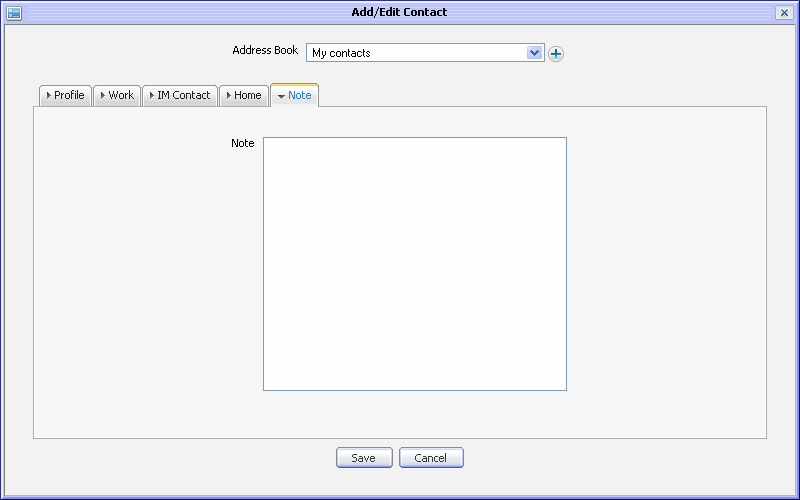 Add/Edit Contact
Address Book My contacts
Profile Work IM Contact Home Note
Note
Save Cancel